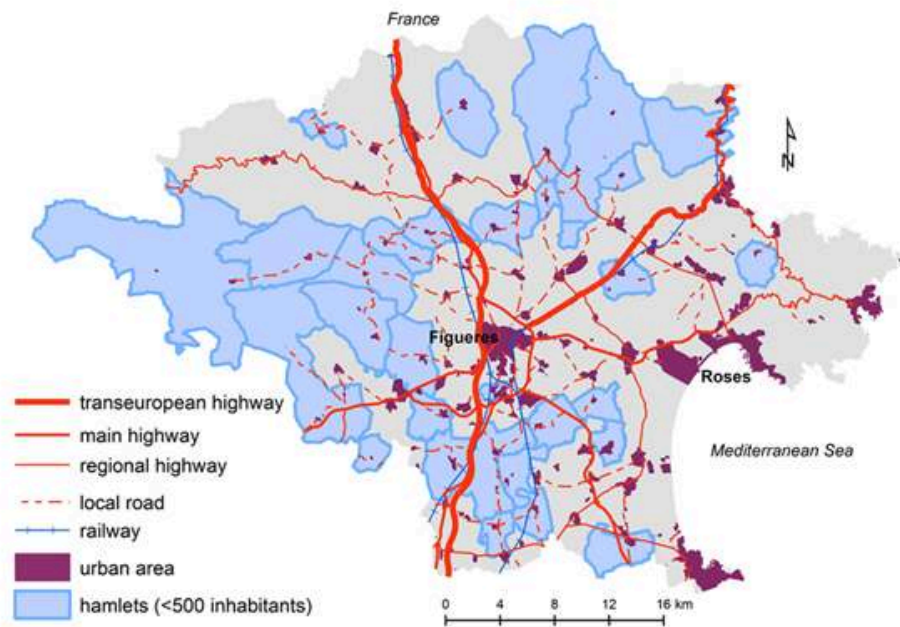 France
N
Figueres
Roses
Mediterranean Sea
transeuropean highway
main highway
regional highway
local road
railway
urban area
hamlets (<500 inhabitants)
0 4 8 12 16 km